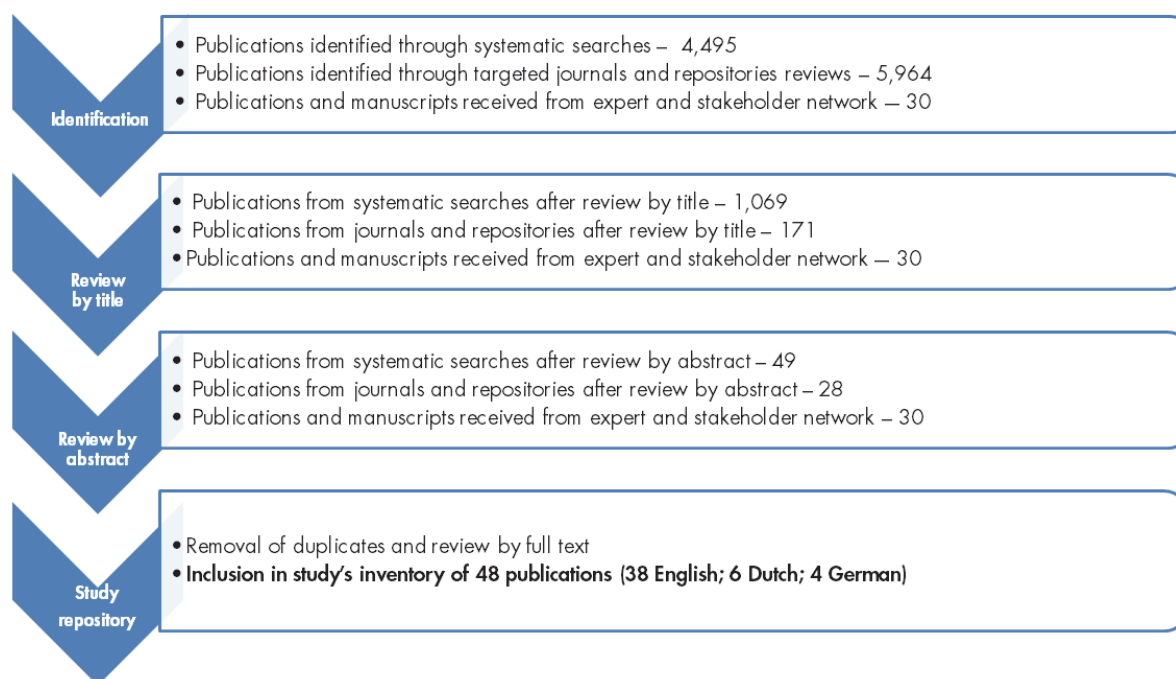 • Publications identified through systematic searches – 4,495
• Publications identified through targeted journals and repositories reviews – 5,964
• Publications and manuscripts received from expert and stakeholder network — 30
Identification
• Publications from systematic searches after review by title – 1,069
• Publications from journals and repositories after review by title – 171
• Publications and manuscripts received from expert and stakeholder network — 30
Review
by title
• Publications from systematic searches after review by abstract – 49
• Publications from journals and repositories after review by abstract – 28
• Publications and manuscripts received from expert and stakeholder network – 30
Review by
abstract
• Removal of duplicates and review by full text
• Inclusion in study's inventory of 48 publications (38 English; 6 Dutch; 4 German)
Study
repository